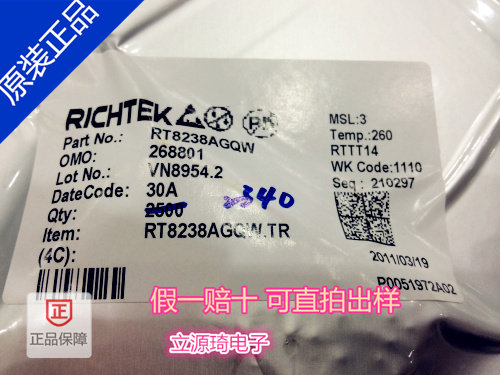 原装正品
RICHTEK
Part No.: RT8238AGQW
OMO: 268801
Lot No.: VN8954.2
DateCode: 30A
Qty: 2500 340
Item: RT8238AGQW.TR
(4C):
MSL:3
Temp.:260
RTTT14
WK Code:1110
Seq.: 210297
2011/03/19
P0051972A02
假一赔十 可直拍出样
立源琦电子
正
正品保障